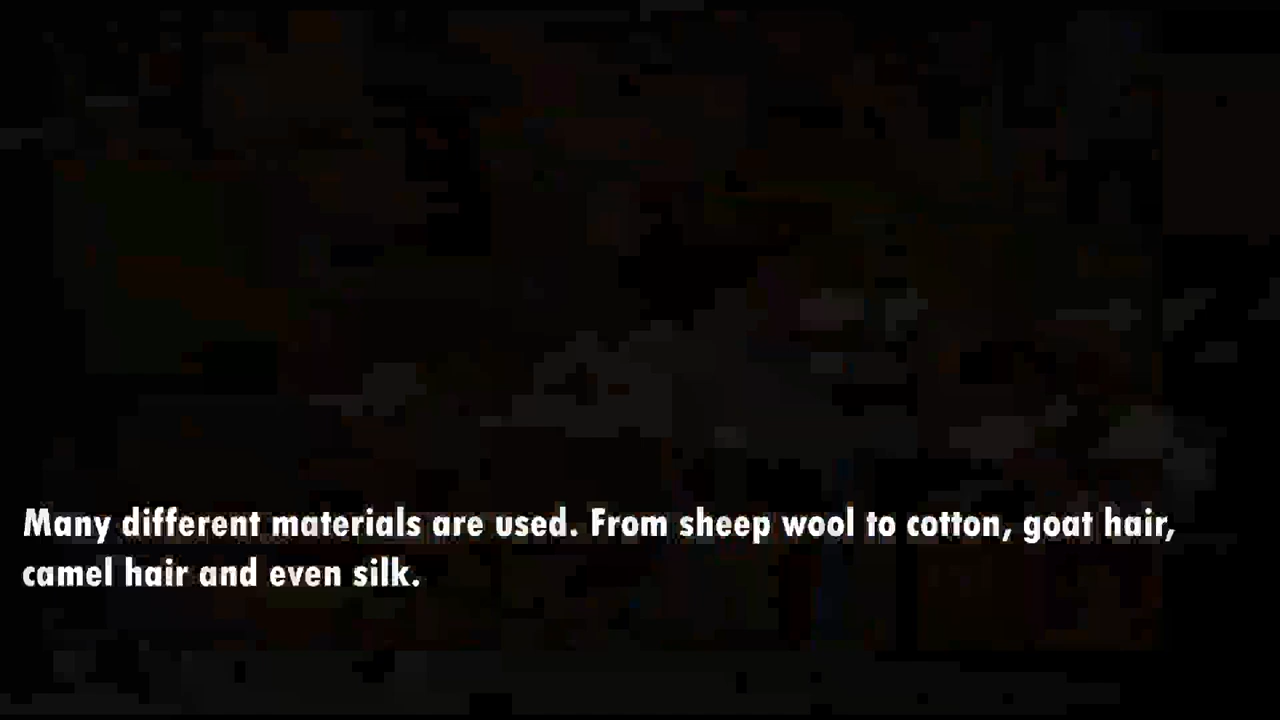 Many different materials are used. From sheep wool to cotton, goat hair,
camel hair and even silk.